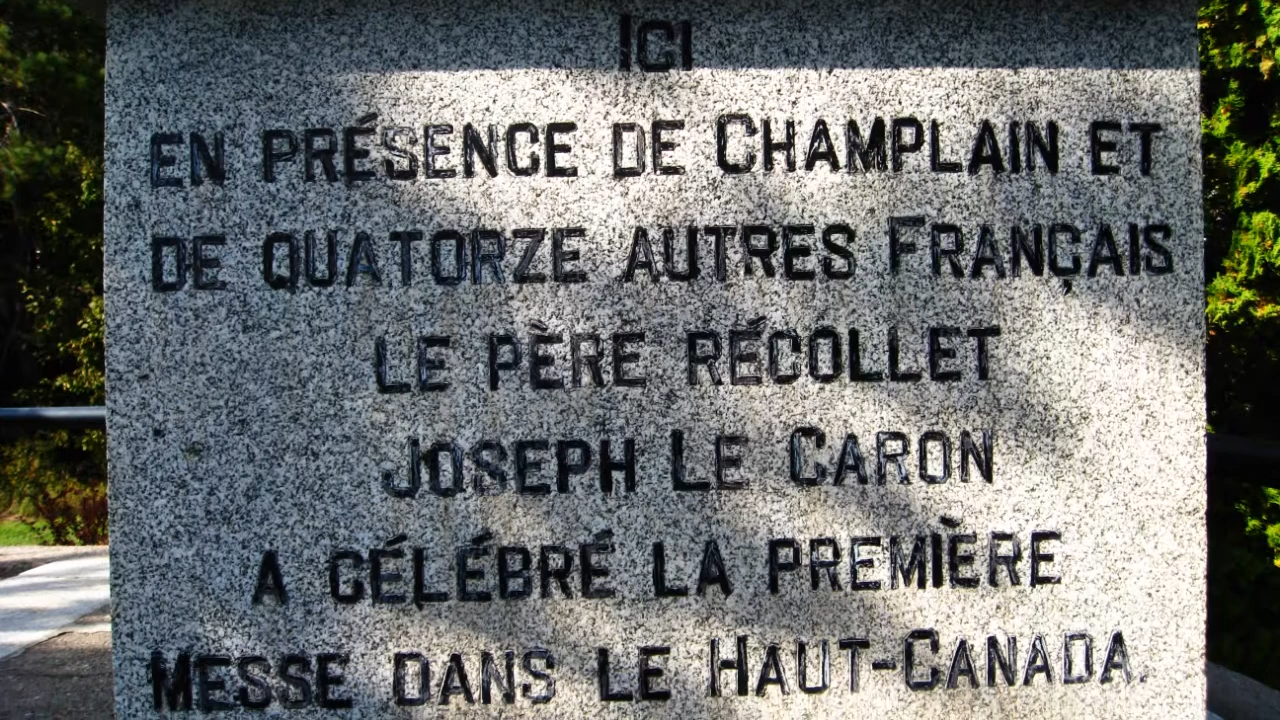 ICI
EN PRÉSENCE DE CHAMPLAIN ET
DE QUATORZE AUTRES FRANÇAIS
LE PÈRE RÉCOLLET
JOSEPH LE CARON
A CÉLÉBRÉ LA PREMIÈRE
MESSE DANS LE HAUT-CANADA.